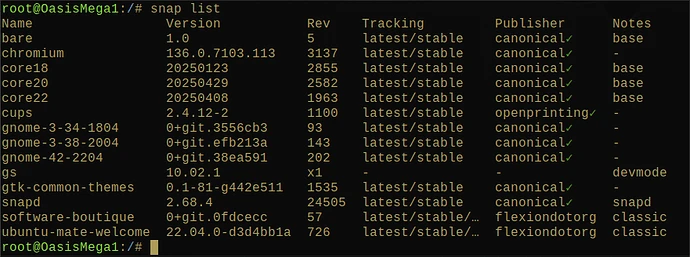 root@OasisMega1:/# snap list
Name Version Rev Tracking Publisher Notes
bare 1.0 5 latest/stable canonical✓ base
chromium 136.0.7103.113 3137 latest/stable canonical✓ -
core18 20250123 2855 latest/stable canonical✓ base
core20 20250429 2582 latest/stable canonical✓ base
core22 20250408 1963 latest/stable canonical✓ base
cups 2.4.12-2 1100 latest/stable openprinting✓ -
gnome-3-34-1804 0+git.3556cb3 93 latest/stable canonical✓ -
gnome-3-38-2004 0+git.efb213a 143 latest/stable canonical✓ -
gnome-42-2204 0+git.38ea591 202 latest/stable canonical✓ -
gs 10.02.1 x1 - - devmode
gtk-common-themes 0.1-81-g442e511 1535 latest/stable canonical✓ -
snapd 2.68.4 24505 latest/stable canonical✓ snapd
software-boutique 0+git.0fdcecc 57 latest/stable/… flexiondotorg classic
ubuntu-mate-welcome 22.04.0-d3d4bb1a 726 latest/stable/… flexiondotorg classic
root@OasisMega1:/#